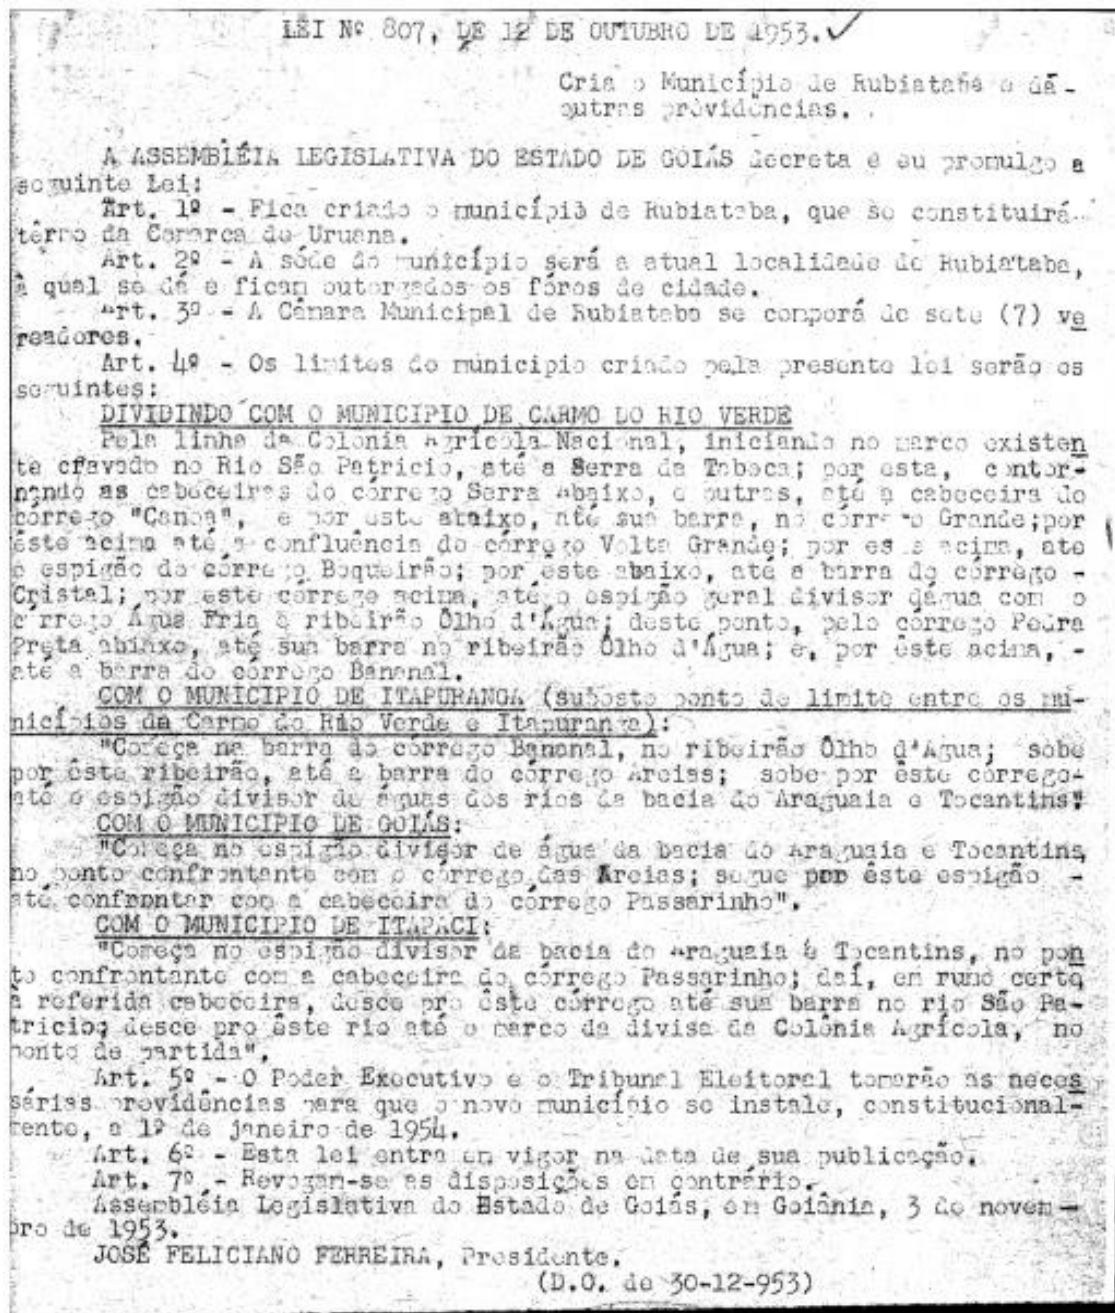 LEI Nº 807, DE 12 DE OUTUBRO DE 1953.
Cria o Município de Rubiataba e dá-
outras providências.
A ASSEMBLÉIA LEGISLATIVA DO ESTADO DE GOIÁS decreta e eu promulgo a
seguinte Lei:
Art. 1º - Fica criado o município de Rubiataba, que se constituirá
têrmo da Comarca de Uruana.
Art. 2º - A séde do município será a atual localidade de Rubiataba,
à qual se dá e ficam outorgados os fóros de cidade.
Art. 3º - A Câmara Municipal de Rubiataba se comporá de sete (7) ve
readores.
Art. 4º - Os limites do municipio criado pela presente lei serão os
seguintes:
DIVIDINDO COM O MUNICIPIO DE CARMO DO RIO VERDE
Pela linha da Colônia Agrícola Nacional, iniciando no marco existen
te cravado no Rio São Patricio, até a Serra da Taboca; por esta, contor-
nando as cabeceiras do córrego Serra Abaixo, e outras, até a cabeceira do
córrego "Canoa", e por este abaixo, até sua barra, no córrego Grande;por
êste acima até a confluência do córrego Volta Grande; por esse acima, ate
o espigão do córrego Boqueirão; por este abaixo, até a barra do córrego -
Cristal; por este córrego acima, até o espigão geral divisor dágua com o
córrego Água Fria e ribeirão Ôlho d'Água; deste ponto, pelo córrego Pedra
Preta abiaxo, até sua barra no ribeirão Ôlho d'Água; e, por êste acima, -
até a barra do córrego Bananal.
COM O MUNICIPIO DE ITAPURANGA (suboste ponto de limite entre os mu-
nicípios da Carmo do Rio Verde e Itapuranga):
"Começa na barra do córrego Bananal, no ribeirão Ôlho d'Água; sobe
por êste ribeirão, até a barra do córrego Areias; sobe por êste córrego-
até o espigão divisor de águas dos rios da bacia do Araguaia e Tocantins"
COM O MUNICIPIO DE GOIÁS:
"Começa no espigão divisor de água da bacia do Araguaia e Tocantins,
no ponto confrontante com o córrego das Areias; segue por êste espigão -
até confrontar com a cabeceira do córrego Passarinho".
COM O MUNICIPIO DE ITAPACI:
"Começa no espigão divisor da bacia do Araguaia e Tocantins, no pon
to confrontante com a cabeceira do córrego Passarinho; daí, em rumo certo
à referida cabeceira, desce pro êste córrego até sua barra no rio São Pa-
tricio; desce pro êste rio até o marco da divisa da Colônia Agrícola, no
ponto de partida".
Art. 5º - O Poder Executivo e o Tribunal Eleitoral tomarão as neces
sárias providências para que o novo município se instale, constitucional-
mente, a 1º de janeiro de 1954.
Art. 6º - Esta lei entra em vigor na data de sua publicação.
Art. 7º - Revogam-se as disposições em contrário.
Assembléia Legislativa do Estado de Goiás, em Goiânia, 3 de novem-
bro de 1953.
JOSÉ FELICIANO FERREIRA, Presidente.
(D.O. de 30-12-953)